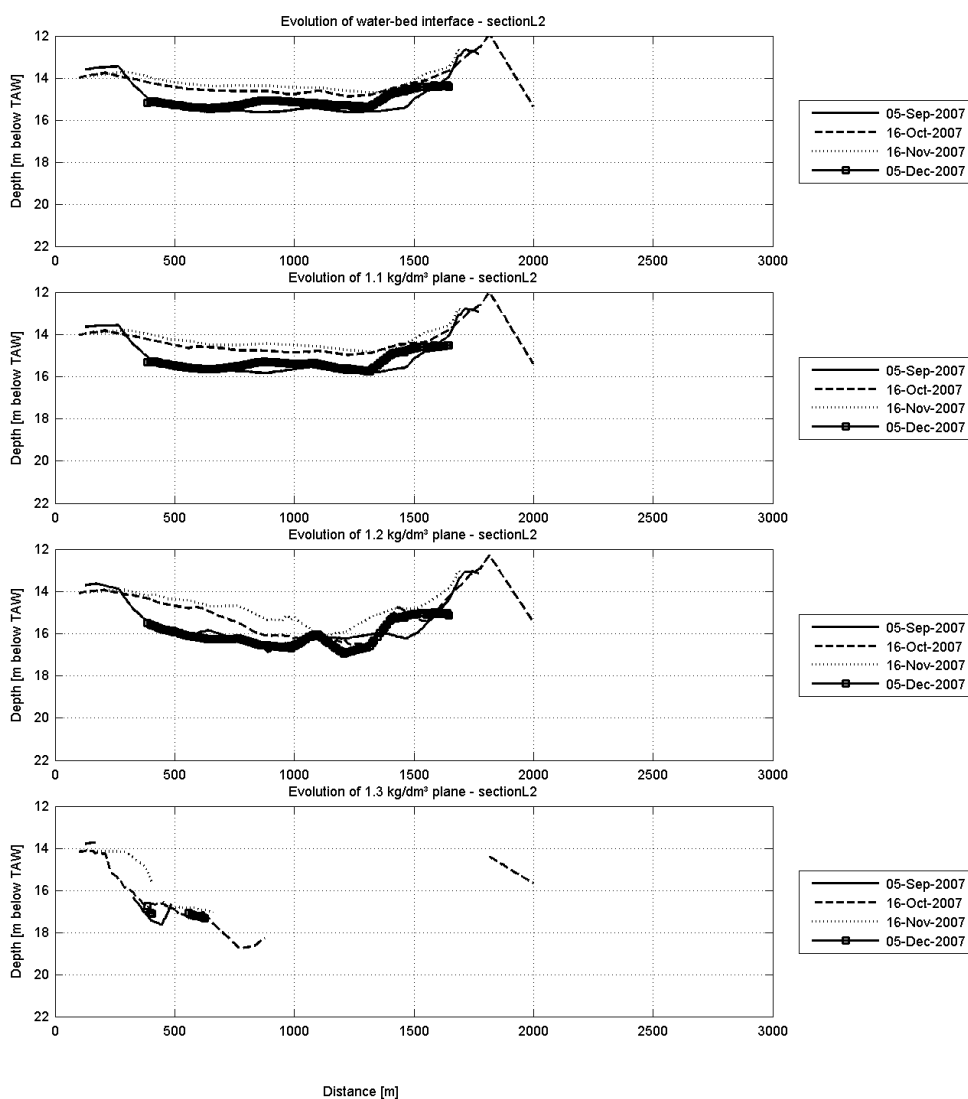 Evolution of water-bed interface - sectionL2
12
14
16
18
20
22
Depth [m below TAW]
0 500 1000 1500 2000 2500 3000
05-Sep-2007
16-Oct-2007
16-Nov-2007
05-Dec-2007
Evolution of 1.1 kg/dm³ plane - sectionL2
12
14
16
18
20
22
Depth [m below TAW]
0 500 1000 1500 2000 2500 3000
05-Sep-2007
16-Oct-2007
16-Nov-2007
05-Dec-2007
Evolution of 1.2 kg/dm³ plane - sectionL2
12
14
16
18
20
22
Depth [m below TAW]
0 500 1000 1500 2000 2500 3000
05-Sep-2007
16-Oct-2007
16-Nov-2007
05-Dec-2007
Evolution of 1.3 kg/dm³ plane - sectionL2
12
14
16
18
20
22
Depth [m below TAW]
0 500 1000 1500 2000 2500 3000
05-Sep-2007
16-Oct-2007
16-Nov-2007
05-Dec-2007
Distance [m]